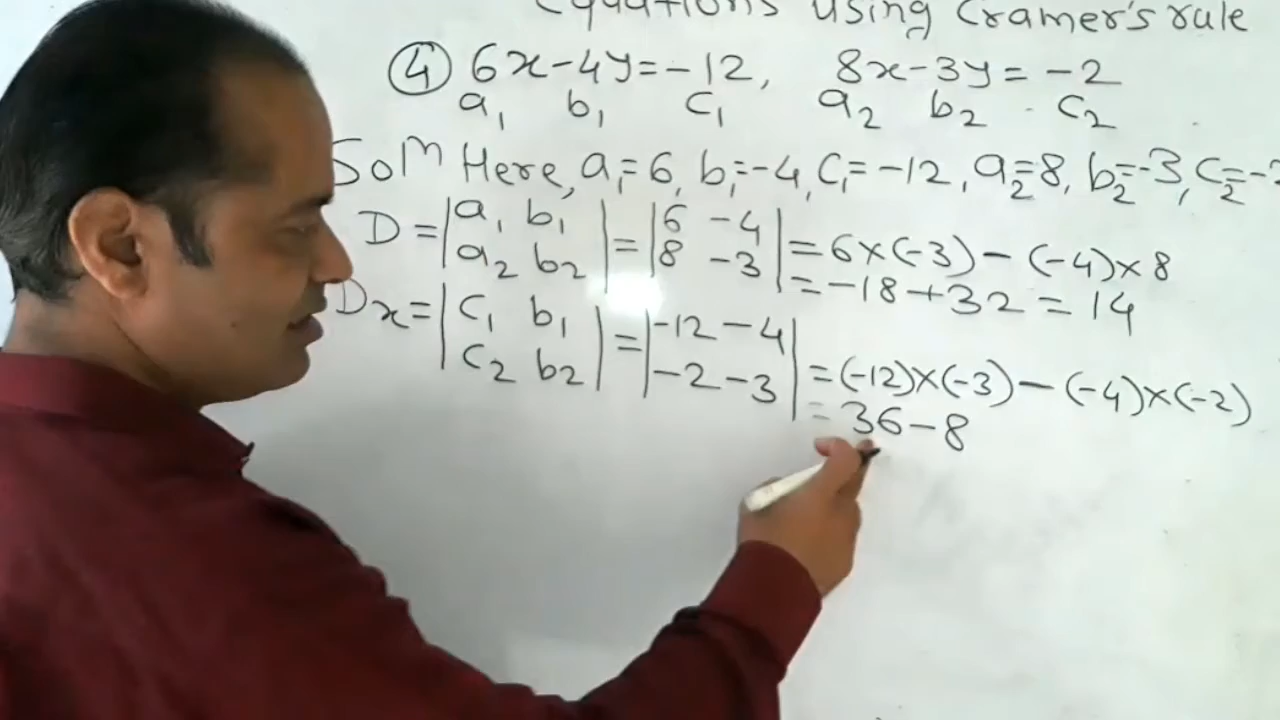 Equations using Cramer's rule
④ 6x-4y=-12, 8x-3y=-2
a₁ b₁ c₁ a₂ b₂ c₂
Solⁿ Here, a₁=6, b₁=-4, c₁=-12, a₂=8, b₂=-3, c₂=-2
D = |a₁ b₁| = |6 -4| = 6×(-3) - (-4)×8
|a₂ b₂| |8 -3| = -18+32 = 14
Dx = |c₁ b₁| = |-12 -4|
|c₂ b₂| |-2 -3| = (-12)×(-3) - (-4)×(-2)
= 36-8